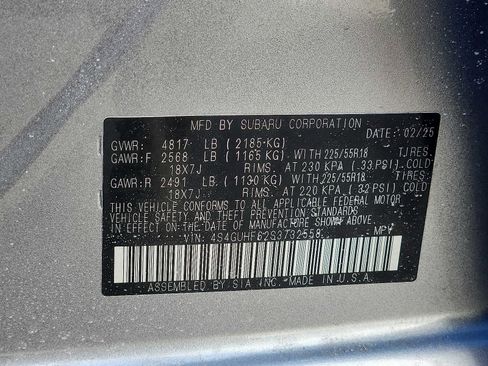 MFD BY SUBARU CORPORATION
DATE: 02/25
GVWR: 4817 LB ( 2185 KG)
GAWR:F 2568 LB ( 1165 KG) WITH 225/55R18 TIRES.
18X7J RIMS. AT 230 KPA ( 33 PSI) COLD
GAWR:R 2491 LB ( 1130 KG) WITH 225/55R18 TIRES.
18X7J RIMS. AT 220 KPA ( 32 PSI) COLD
THIS VEHICLE CONFORMS TO ALL APPLICABLE FEDERAL MOTOR
VEHICLE SAFETY AND THEFT PREVENTION STANDARDS
IN EFFECT ON THE DATE OF MANUFACTURE SHOWN ABOVE.
VIN: 4S4GUHF62S3732558 MPV
ASSEMBLED BY SIA INC. MADE IN U.S.A.